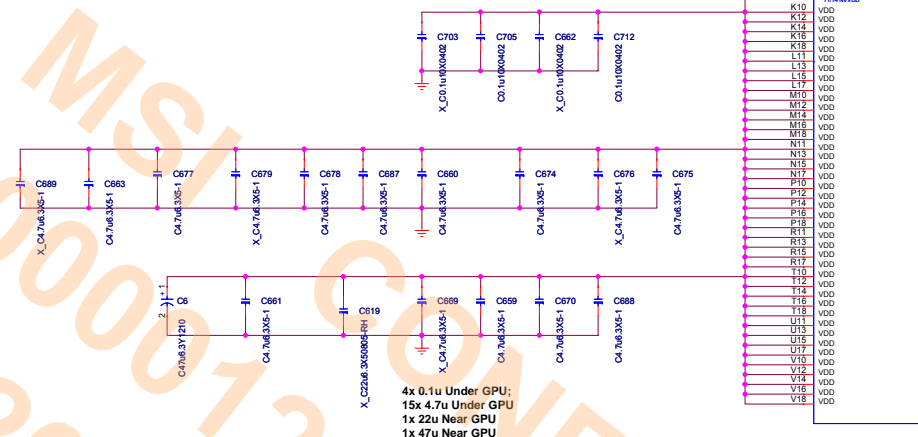 K10 VDD
K12 VDD
K14 VDD
K16 VDD
K18 VDD
L11 VDD
L13 VDD
L15 VDD
L17 VDD
M10 VDD
M12 VDD
M14 VDD
M16 VDD
M18 VDD
N11 VDD
N13 VDD
N15 VDD
N17 VDD
P10 VDD
P12 VDD
P14 VDD
P16 VDD
P18 VDD
R11 VDD
R13 VDD
R15 VDD
R17 VDD
T10 VDD
T12 VDD
T14 VDD
T16 VDD
T18 VDD
U11 VDD
U13 VDD
U15 VDD
U17 VDD
V10 VDD
V12 VDD
V14 VDD
V16 VDD
V18 VDD
C703 C705 C662 C712
X_C0.1u10X0402 C0.1u10X0402 X_C0.1u10X0402 C0.1u10X0402
C689 C663 C677 C679 C678 C687 C660 C674 C676 C675
X_C4.7u6.3X5-1 C4.7u6.3X5-1 C4.7u6.3X5-1 X_C4.7u6.3X5-1 C4.7u6.3X5-1 C4.7u6.3X5-1 C4.7u6.3X5-1 C4.7u6.3X5-1 X_C4.7u6.3X5-1 C4.7u6.3X5-1
1 + C6 C661 C619 C669 C659 C670 C688
2
C47u6.3Y1210 C4.7u6.3X5-1 X_C22u6.3X50805-RH X_C4.7u6.3X5-1 C4.7u6.3X5-1 C4.7u6.3X5-1 C4.7u6.3X5-1
4x 0.1u Under GPU;
15x 4.7u Under GPU
1x 22u Near GPU
1x 47u Near GPU
MSI CONF